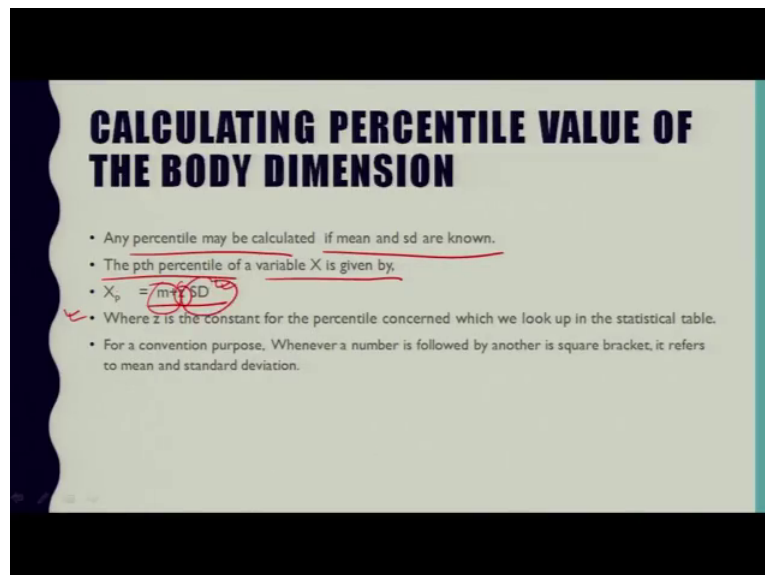 CALCULATING PERCENTILE VALUE OF
THE BODY DIMENSION
• Any percentile may be calculated if mean and sd are known.
• The pth percentile of a variable X is given by,
• Xp = m+z SD
• Where z is the constant for the percentile concerned which we look up in the statistical table.
• For a convention purpose, Whenever a number is followed by another is square bracket, it refers
to mean and standard deviation.